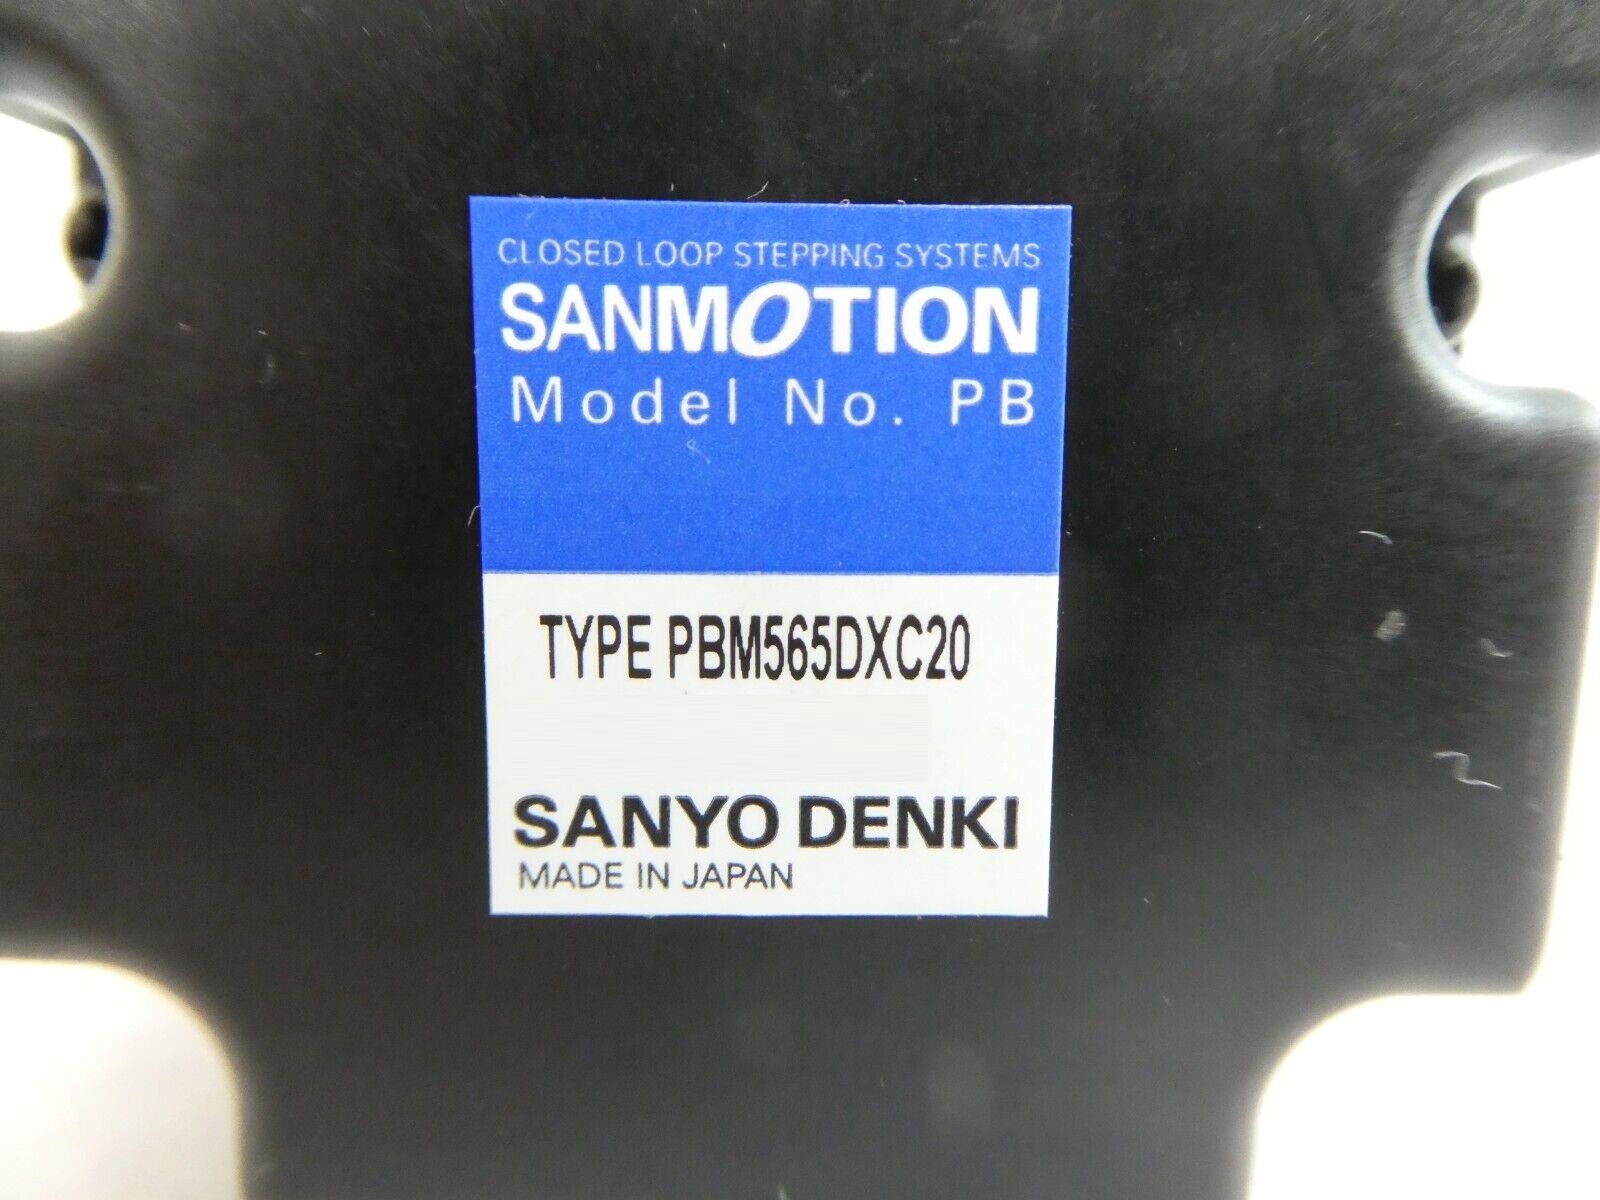 CLOSED LOOP STEPPING SYSTEMS
SANMOTION
Model No. PB
TYPE PBM565DXC20
SANYO DENKI
MADE IN JAPAN